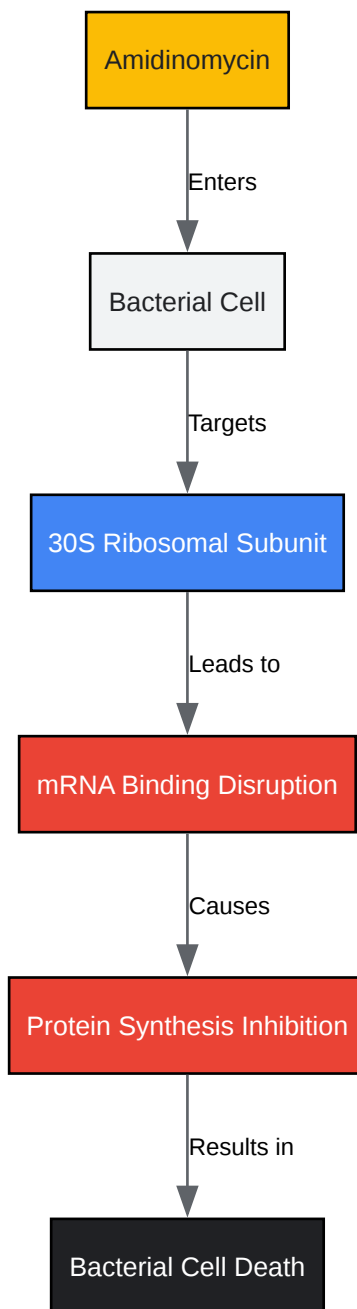 Amidinomycin
Enters
Bacterial Cell
Targets
30S Ribosomal Subunit
Leads to
mRNA Binding Disruption
Causes
Protein Synthesis Inhibition
Results in
Bacterial Cell Death